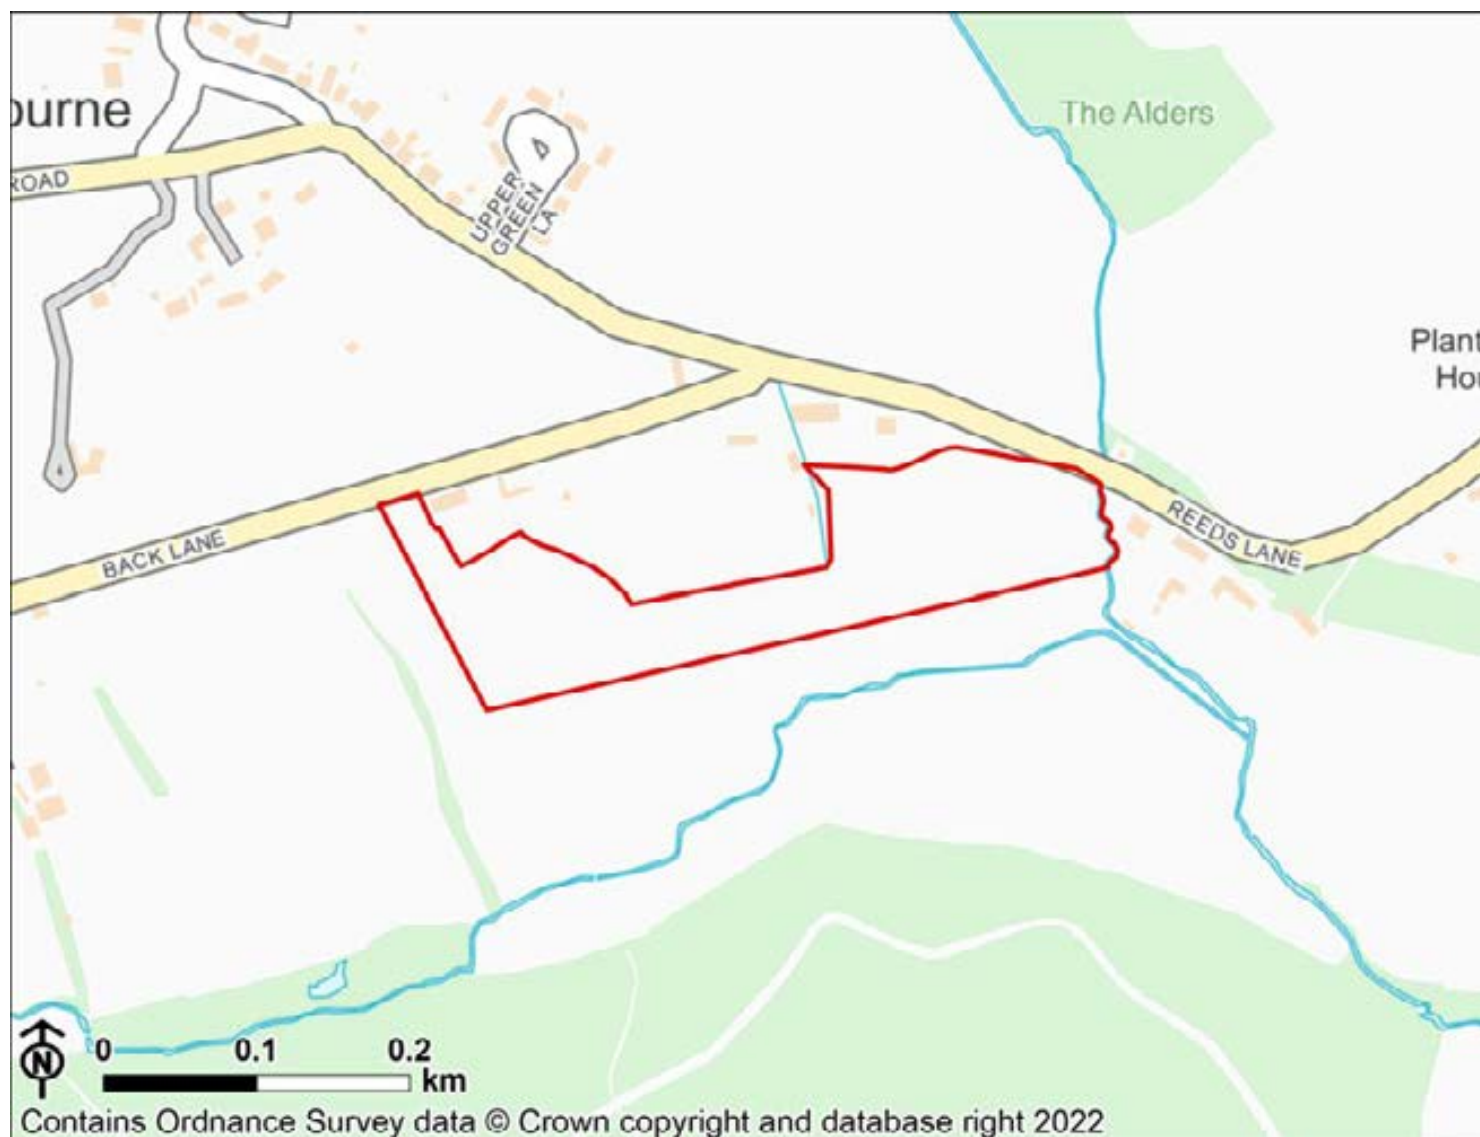 The Alders
ourne
ROAD
UPPER
GREEN
LA
Plant
Hou
REEDS LANE
BACK LANE
N
0 0.1 0.2
km
Contains Ordnance Survey data © Crown copyright and database right 2022